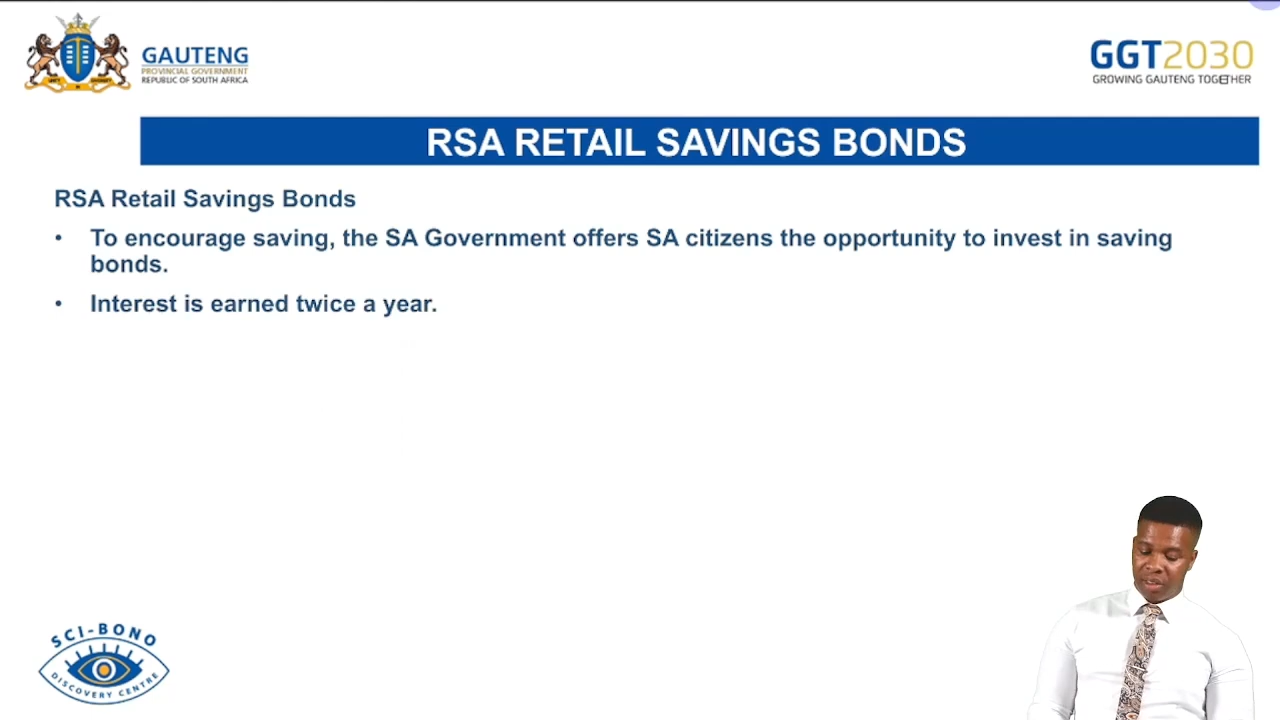 GAUTENG
PROVINCIAL GOVERNMENT
REPUBLIC OF SOUTH AFRICA
GGT2030
GROWING GAUTENG TOGETHER
RSA RETAIL SAVINGS BONDS
RSA Retail Savings Bonds
• To encourage saving, the SA Government offers SA citizens the opportunity to invest in saving
bonds.
• Interest is earned twice a year.
SCI-BONO
DISCOVERY CENTRE